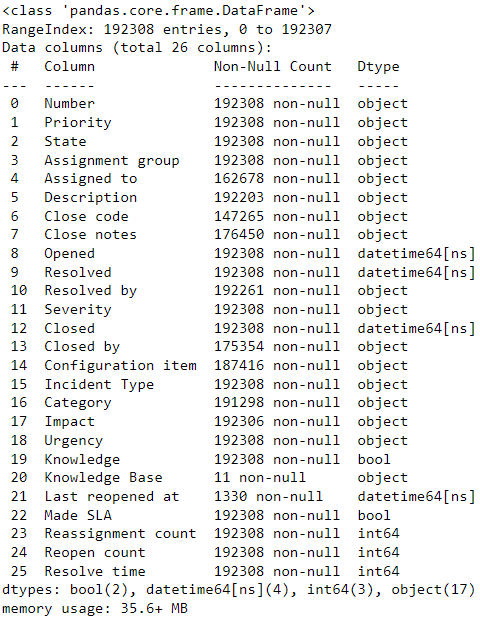 <class 'pandas.core.frame.DataFrame'>
RangeIndex: 192308 entries, 0 to 192307
Data columns (total 26 columns):
 #   Column              Non-Null Count   Dtype
---  ------              --------------   -----
 0   Number              192308 non-null  object
 1   Priority            192308 non-null  object
 2   State               192308 non-null  object
 3   Assignment group    192308 non-null  object
 4   Assigned to         162678 non-null  object
 5   Description         192203 non-null  object
 6   Close code          147265 non-null  object
 7   Close notes         176450 non-null  object
 8   Opened              192308 non-null  datetime64[ns]
 9   Resolved            192308 non-null  datetime64[ns]
 10  Resolved by         192261 non-null  object
 11  Severity            192308 non-null  object
 12  Closed              192308 non-null  datetime64[ns]
 13  Closed by           175354 non-null  object
 14  Configuration item  187416 non-null  object
 15  Incident Type       192308 non-null  object
 16  Category            191298 non-null  object
 17  Impact              192306 non-null  object
 18  Urgency             192308 non-null  object
 19  Knowledge           192308 non-null  bool
 20  Knowledge Base      11 non-null      object
 21  Last reopened at    1330 non-null    datetime64[ns]
 22  Made SLA            192308 non-null  bool
 23  Reassignment count  192308 non-null  int64
 24  Reopen count        192308 non-null  int64
 25  Resolve time        192308 non-null  int64
dtypes: bool(2), datetime64[ns](4), int64(3), object(17)
memory usage: 35.6+ MB